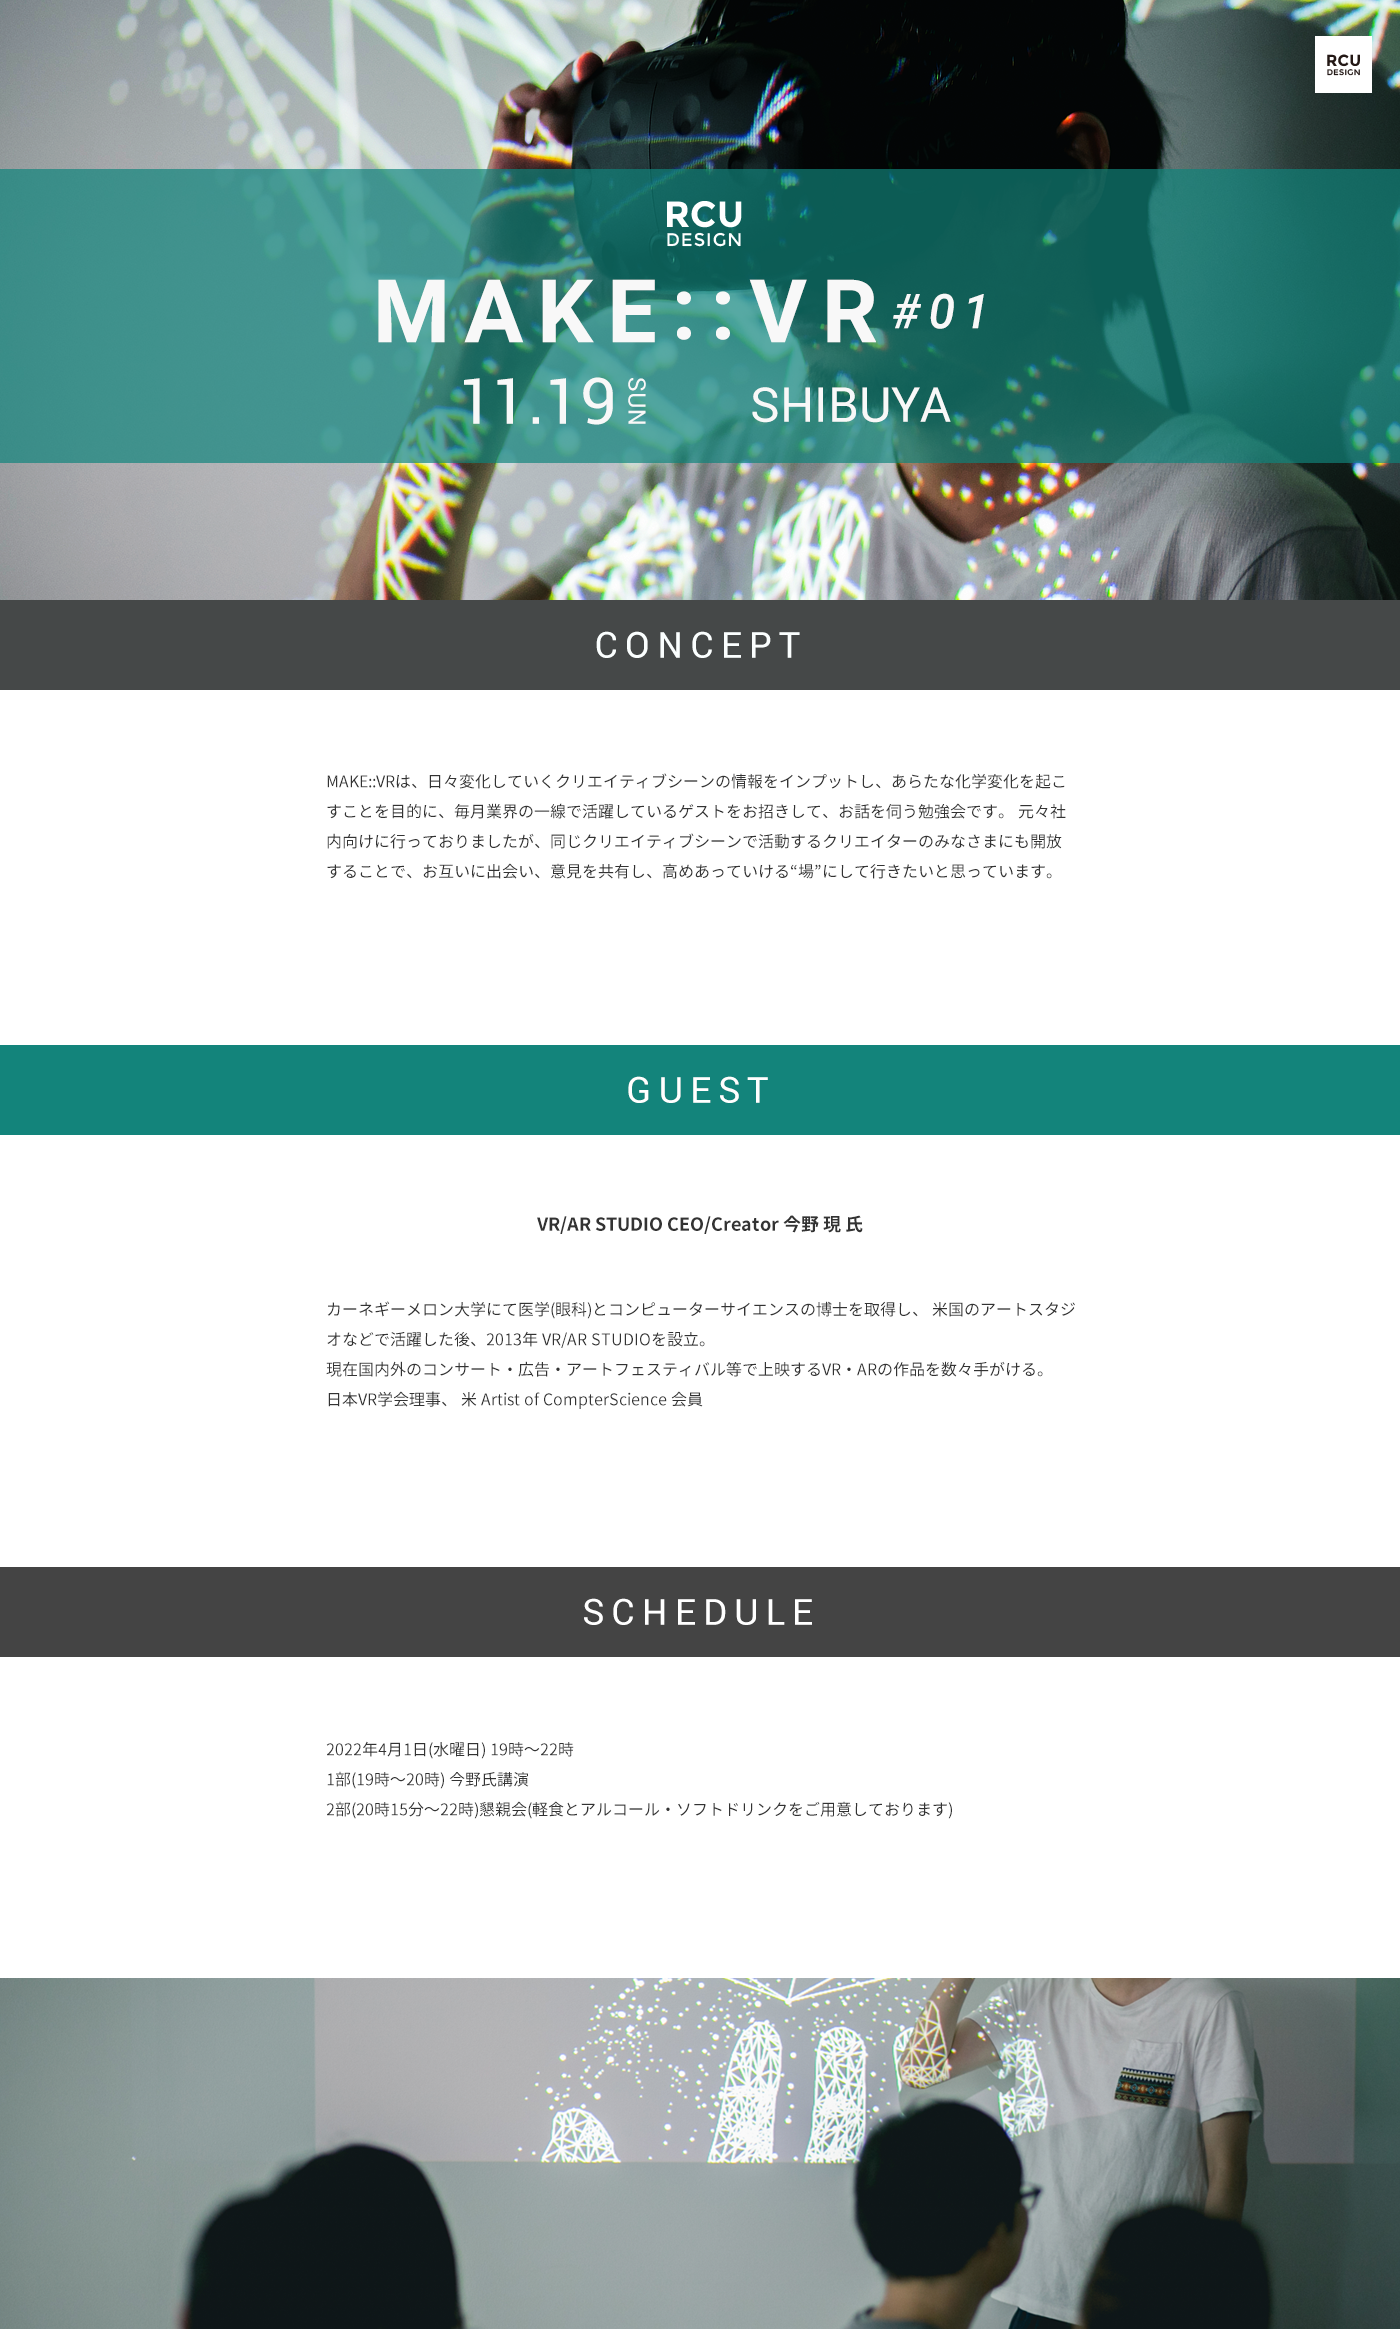 htc
VIVE
RCU
DESIGN
RCU
DESIGN
MAKE::VR #01
11.19 SUN
SHIBUYA
CONCEPT
MAKE::VRは、日々変化していくクリエイティブシーンの情報をインプットし、あらたな化学変化を起こ
すことを目的に、毎月業界の一線で活躍しているゲストをお招きして、お話を伺う勉強会です。 元々社
内向けに行っておりましたが、同じクリエイティブシーンで活動するクリエイターのみなさまにも開放
することで、お互いに出会い、意見を共有し、高めあっていける“場”にして行きたいと思っています。
GUEST
VR/AR STUDIO CEO/Creator 今野 現 氏
カーネギーメロン大学にて医学(眼科)とコンピューターサイエンスの博士を取得し、 米国のアートスタジ
オなどで活躍した後、2013年 VR/AR STUDIOを設立。
現在国内外のコンサート・広告・アートフェスティバル等で上映するVR・ARの作品を数々手がける。
日本VR学会理事、 米 Artist of CompterScience 会員
SCHEDULE
2022年4月1日(水曜日) 19時〜22時
1部(19時〜20時) 今野氏講演
2部(20時15分〜22時)懇親会(軽食とアルコール・ソフトドリンクをご用意しております)